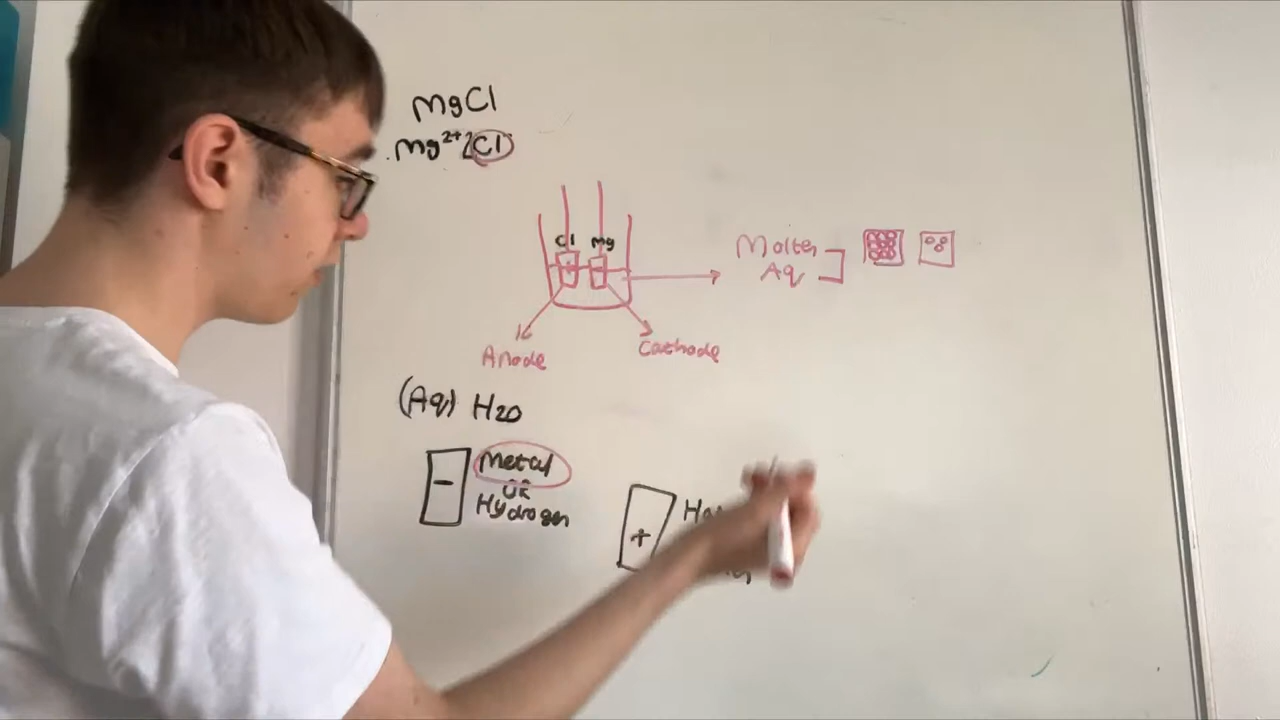 MgCl
Mg2+ 2Cl
Cl Mg
Molten
Aq
Anode
Cathode
(Aq) H2O
-
Metal
OR
Hydrogen
+